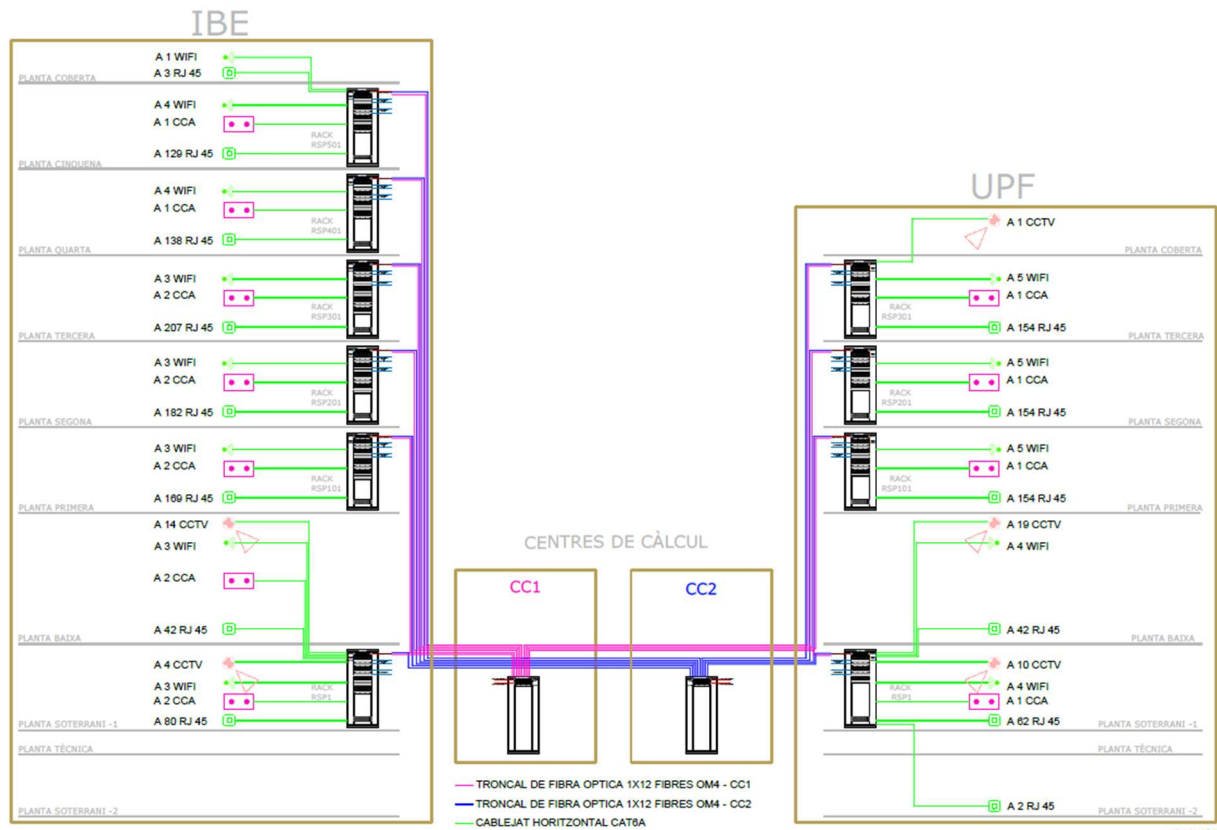 IBE
A 1 WIFI
A 3 RJ 45
PLANTA COBERTA
A 4 WIFI
A 1 CCA
RACK
RSP501
A 129 RJ 45
PLANTA CINQUENA
A 4 WIFI
A 1 CCA
RACK
RSP401
A 138 RJ 45
PLANTA QUARTA
A 3 WIFI
A 2 CCA
RACK
RSP301
A 207 RJ 45
PLANTA TERCERA
A 3 WIFI
A 2 CCA
RACK
RSP201
A 182 RJ 45
PLANTA SEGONA
A 3 WIFI
A 2 CCA
RACK
RSP101
A 169 RJ 45
PLANTA PRIMERA
A 14 CCTV
A 3 WIFI
A 2 CCA
A 42 RJ 45
PLANTA BAIXA
A 4 CCTV
A 3 WIFI
RACK
RSP1
A 2 CCA
A 80 RJ 45
PLANTA SOTERRANI -1
PLANTA TÈCNICA
PLANTA SOTERRANI -2
CENTRES DE CÀLCUL
CC1
CC2
TRONCAL DE FIBRA OPTICA 1X12 FIBRES OM4 - CC1
TRONCAL DE FIBRA OPTICA 1X12 FIBRES OM4 - CC2
CABLEJAT HORITZONTAL CAT6A
UPF
A 1 CCTV
PLANTA COBERTA
A 5 WIFI
A 1 CCA
RACK
RSP301
A 154 RJ 45
PLANTA TERCERA
A 5 WIFI
A 1 CCA
RACK
RSP201
A 154 RJ 45
PLANTA SEGONA
A 5 WIFI
A 1 CCA
RACK
RSP101
A 154 RJ 45
PLANTA PRIMERA
A 19 CCTV
A 4 WIFI
A 42 RJ 45
PLANTA BAIXA
A 10 CCTV
A 4 WIFI
RACK
RSP1
A 1 CCA
A 62 RJ 45
PLANTA SOTERRANI -1
PLANTA TÈCNICA
A 2 RJ 45
PLANTA SOTERRANI -2